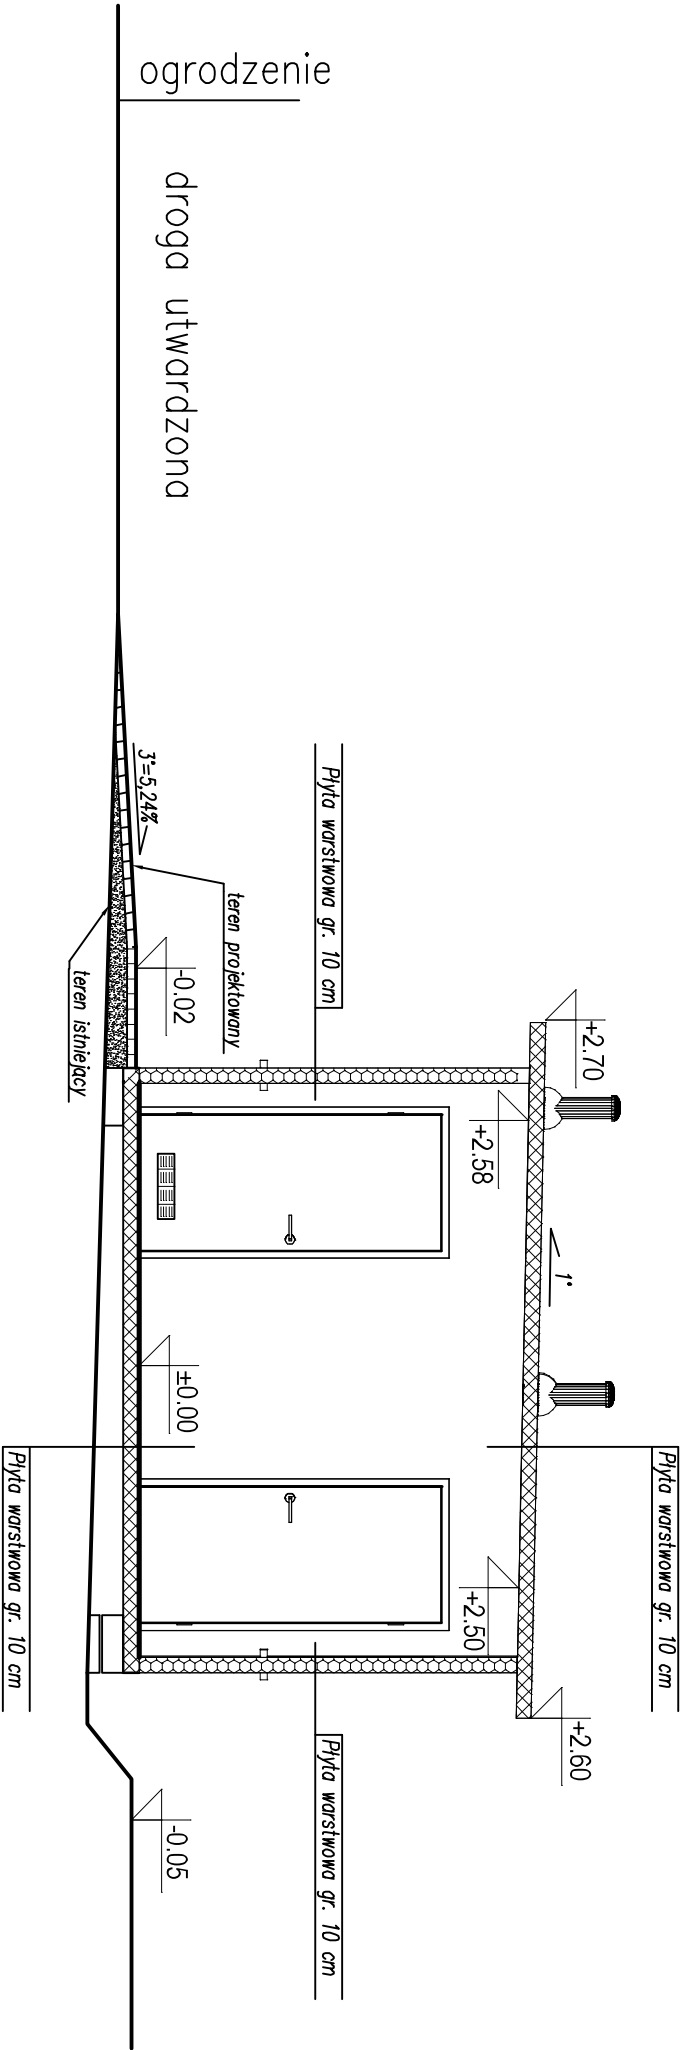 ogrodzenie
droga utwardzona
3°=5,24%
teren projektowany
teren istniejący
-0.02
Płyta warstwowa gr. 10 cm
+2.70
+2.58
1°
±0.00
Płyta warstwowa gr. 10 cm
Płyta warstwowa gr. 10 cm
+2.50
+2.60
Płyta warstwowa gr. 10 cm
-0.05